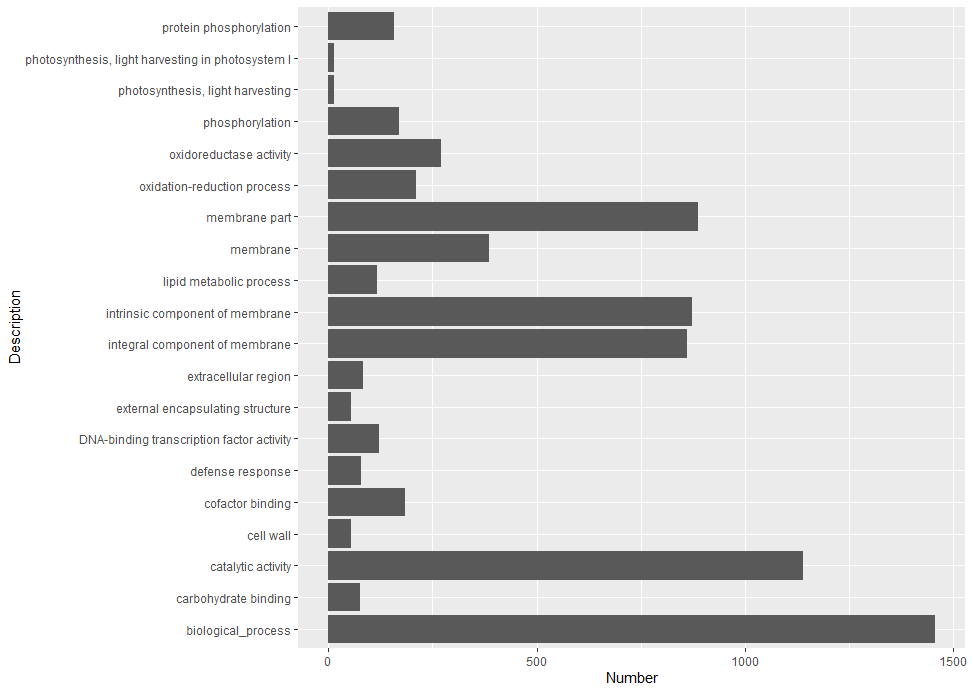 protein phosphorylation
photosynthesis, light harvesting in photosystem I
photosynthesis, light harvesting
phosphorylation
oxidoreductase activity
oxidation-reduction process
membrane part
membrane
lipid metabolic process
intrinsic component of membrane
integral component of membrane
extracellular region
external encapsulating structure
DNA-binding transcription factor activity
defense response
cofactor binding
cell wall
catalytic activity
carbohydrate binding
biological_process
Description
0 500 1000 1500
Number